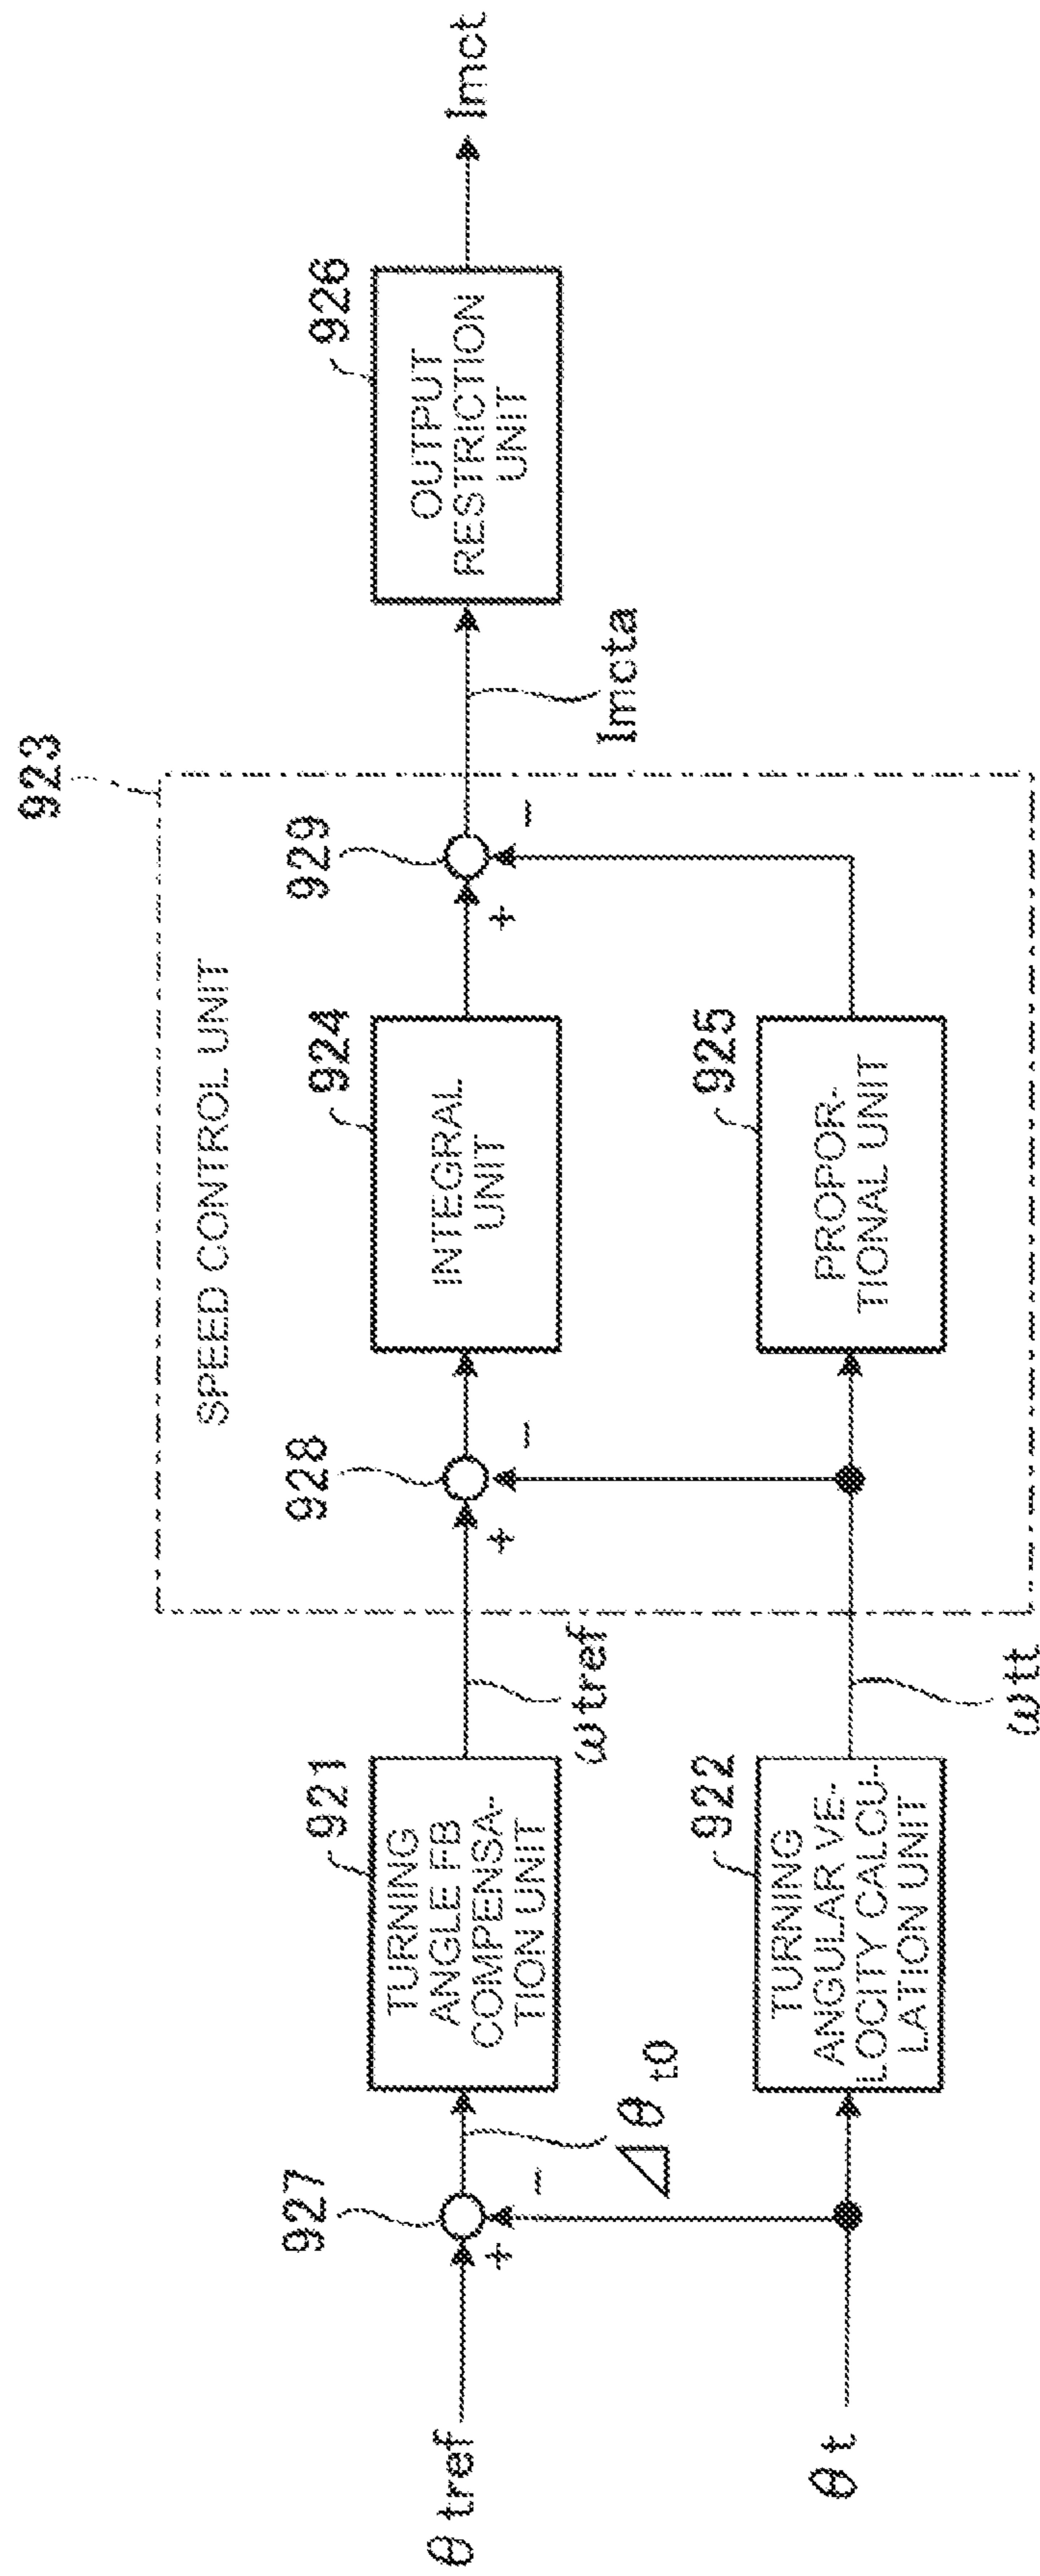 923
SPEED CONTROL UNIT
927
921
928
924
929
926
θtref
+
−
Δθt0
TURNING
ANGLE FB
COMPENSA-
TION UNIT
ωtref
+
−
INTEGRAL
UNIT
+
−
Imcta
OUTPUT
RESTRICTION
UNIT
Imct
922
925
θt
TURNING
ANGULAR VE-
LOCITY CALCU-
LATION UNIT
ωtt
PROPOR-
TIONAL UNIT